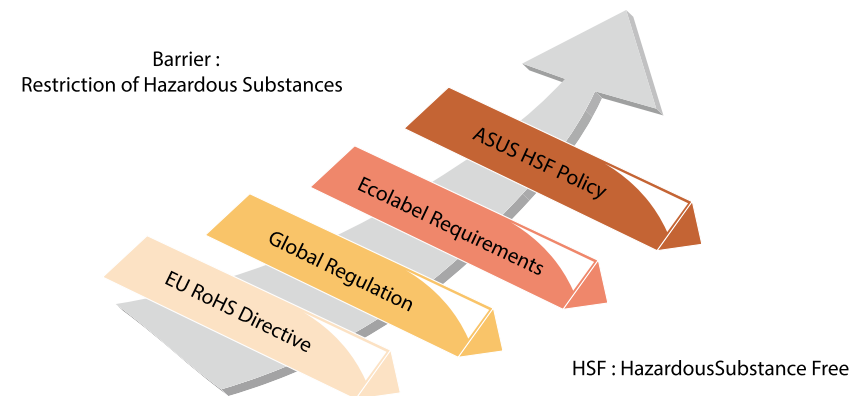 Barrier :
Restriction of Hazardous Substances
ASUS HSF Policy
Ecolabel Requirements
Global Regulation
EU RoHS Directive
HSF : HazardousSubstance Free